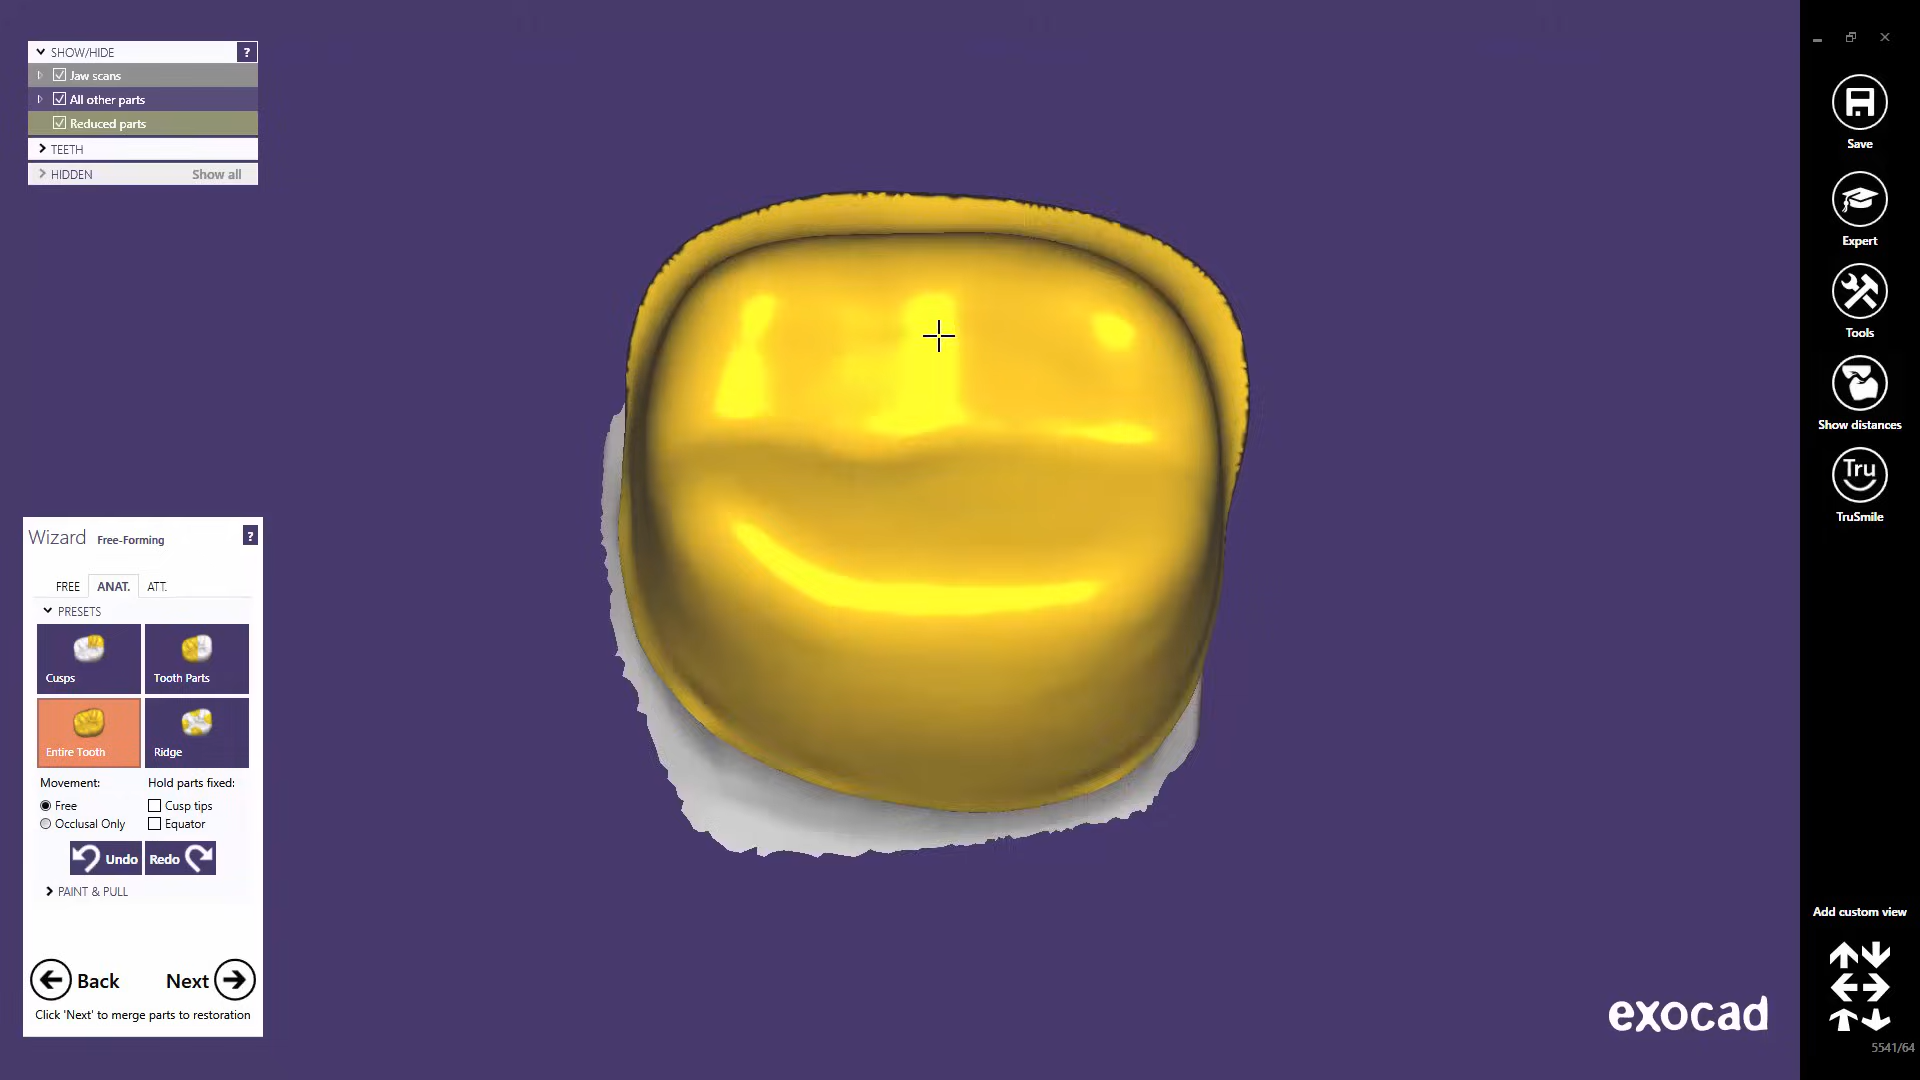 SHOW/HIDE ?
Jaw scans
All other parts
Reduced parts
TEETH
HIDDEN Show all
Wizard Free-Forming ?
FREE ANAT. ATT.
PRESETS
Cusps Tooth Parts
Entire Tooth Ridge
Movement: Hold parts fixed:
Free Cusp tips
Occlusal Only Equator
Undo Redo
PAINT & PULL
Back Next
Click 'Next' to merge parts to restoration
Save
Expert
Tools
Show distances
Tru
TruSmile
Add custom view
exocad
5541/64